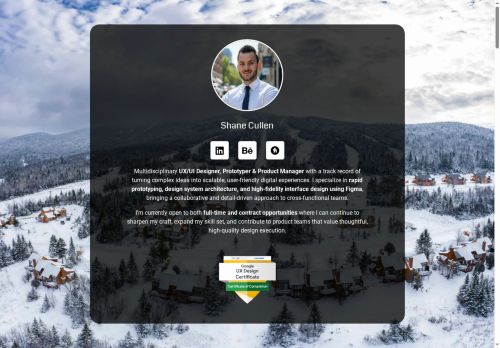 Shane Cullen
in
Bē
Multidisciplinary UX/UI Designer, Prototyper & Product Manager with a track record of
turning complex ideas into scalable, user-friendly digital experiences. I specialize in rapid
prototyping, design system architecture, and high-fidelity interface design using Figma,
bringing a collaborative and detail-driven approach to cross-functional teams.
I'm currently open to both full-time and contract opportunities where I can continue to
sharpen my craft, expand my skill set, and contribute to product teams that value thoughtful,
high-quality design execution.
Google
UX Design
Certificate
Certificate of Completion